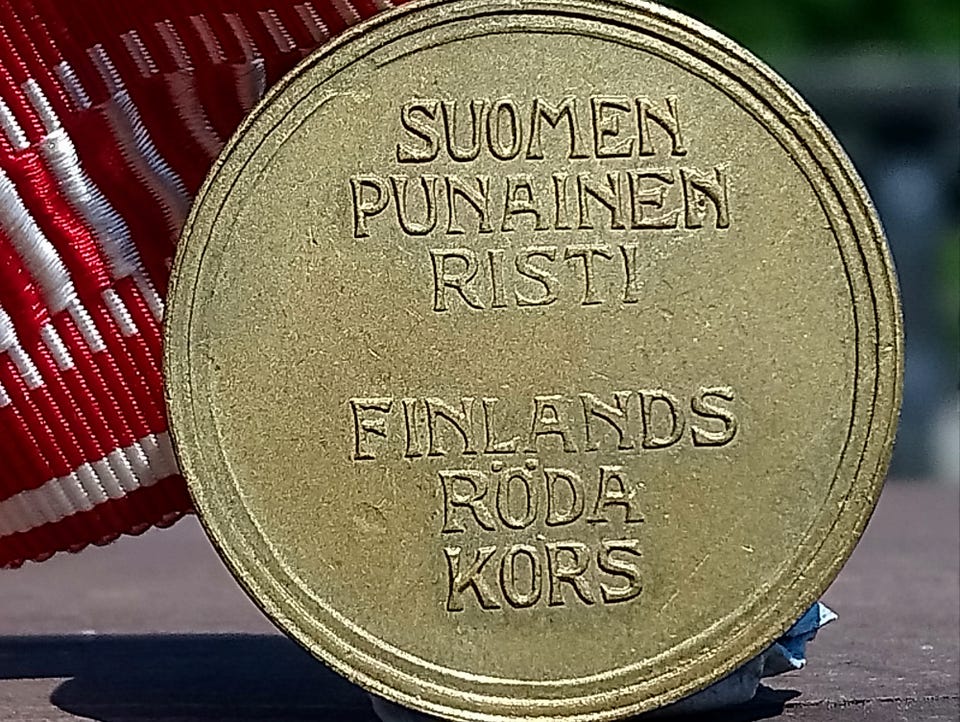 SUOMEN
PUNAINEN
RISTI
FINLANDS
RÖDA
KORS